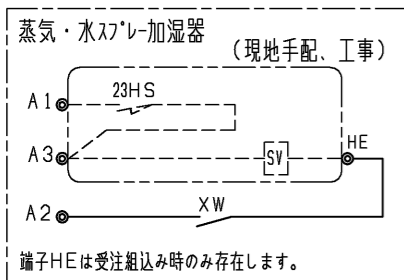 蒸気・水スプレー加湿器
(現地手配、工事)
A1
23HS
A3
SV
HE
A2
XW
端子HEは受注組込み時のみ存在します。